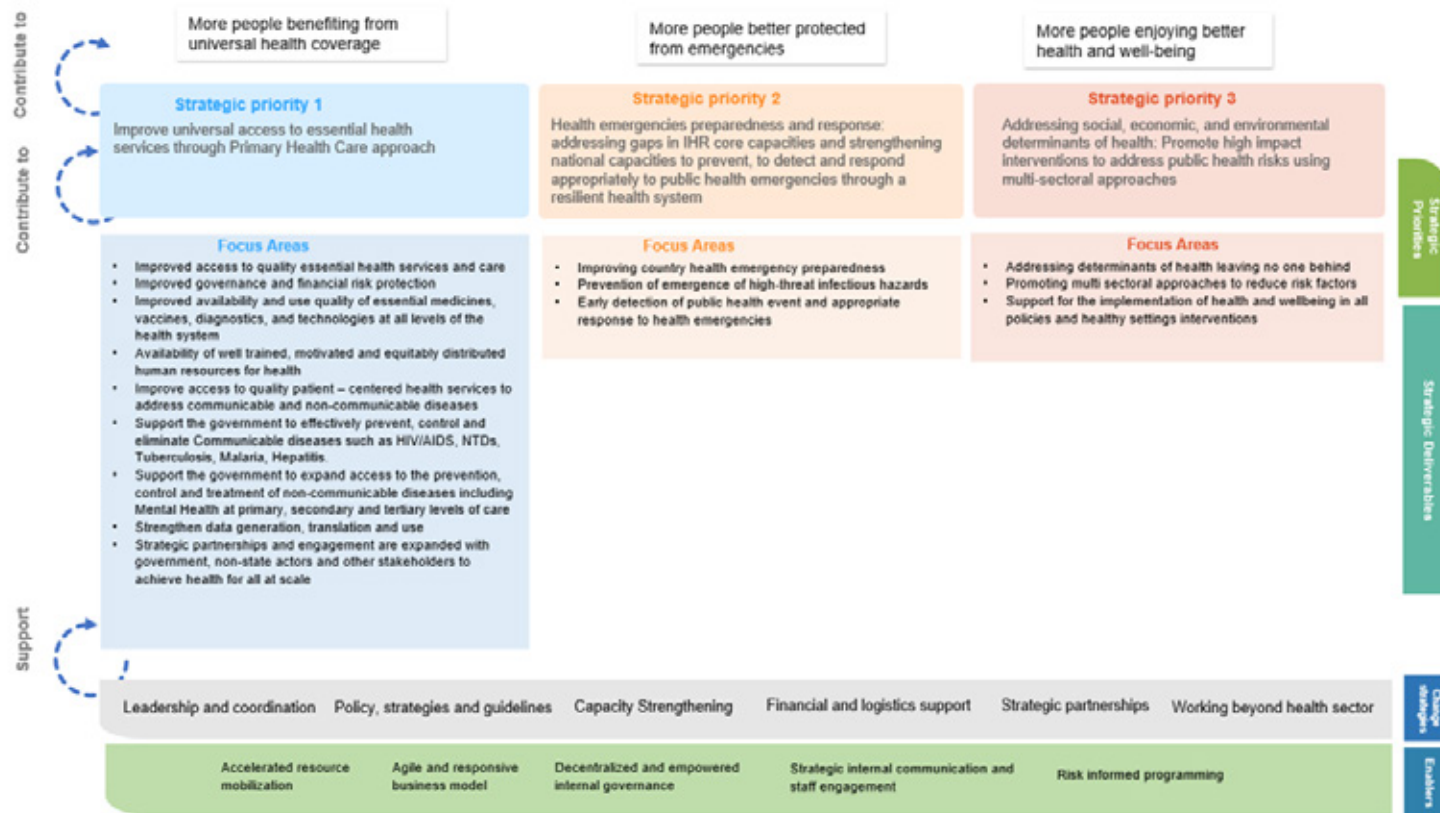 Contribute to
More people benefiting from
universal health coverage
More people better protected
from emergencies
More people enjoying better
health and well-being
Contribute to
Strategic priority 1
Improve universal access to essential health
services through Primary Health Care approach
Strategic priority 2
Health emergencies preparedness and response:
addressing gaps in IHR core capacities and strengthening
national capacities to prevent, to detect and respond
appropriately to public health emergencies through a
resilient health system
Strategic priority 3
Addressing social, economic, and environmental
determinants of health: Promote high impact
interventions to address public health risks using
multi-sectoral approaches
Strategic
Priorities
Focus Areas
• Improved access to quality essential health services and care
• Improved governance and financial risk protection
• Improved availability and use quality of essential medicines,
vaccines, diagnostics, and technologies at all levels of the
health system
• Availability of well trained, motivated and equitably distributed
human resources for health
• Improve access to quality patient – centered health services to
address communicable and non-communicable diseases
• Support the government to effectively prevent, control and
eliminate Communicable diseases such as HIV/AIDS, NTDs,
Tuberculosis, Malaria, Hepatitis.
• Support the government to expand access to the prevention,
control and treatment of non-communicable diseases including
Mental Health at primary, secondary and tertiary levels of care
• Strengthen data generation, translation and use
• Strategic partnerships and engagement are expanded with
government, non-state actors and other stakeholders to
achieve health for all at scale
Focus Areas
• Improving country health emergency preparedness
• Prevention of emergence of high-threat infectious hazards
• Early detection of public health event and appropriate
response to health emergencies
Focus Areas
• Addressing determinants of health leaving no one behind
• Promoting multi sectoral approaches to reduce risk factors
• Support for the implementation of health and wellbeing in all
policies and healthy settings interventions
Strategic Deliverables
Support
Leadership and coordination
Policy, strategies and guidelines
Capacity Strengthening
Financial and logistics support
Strategic partnerships
Working beyond health sector
Change
strategies
Accelerated resource
mobilization
Agile and responsive
business model
Decentralized and empowered
internal governance
Strategic internal communication and
staff engagement
Risk informed programming
Enablers